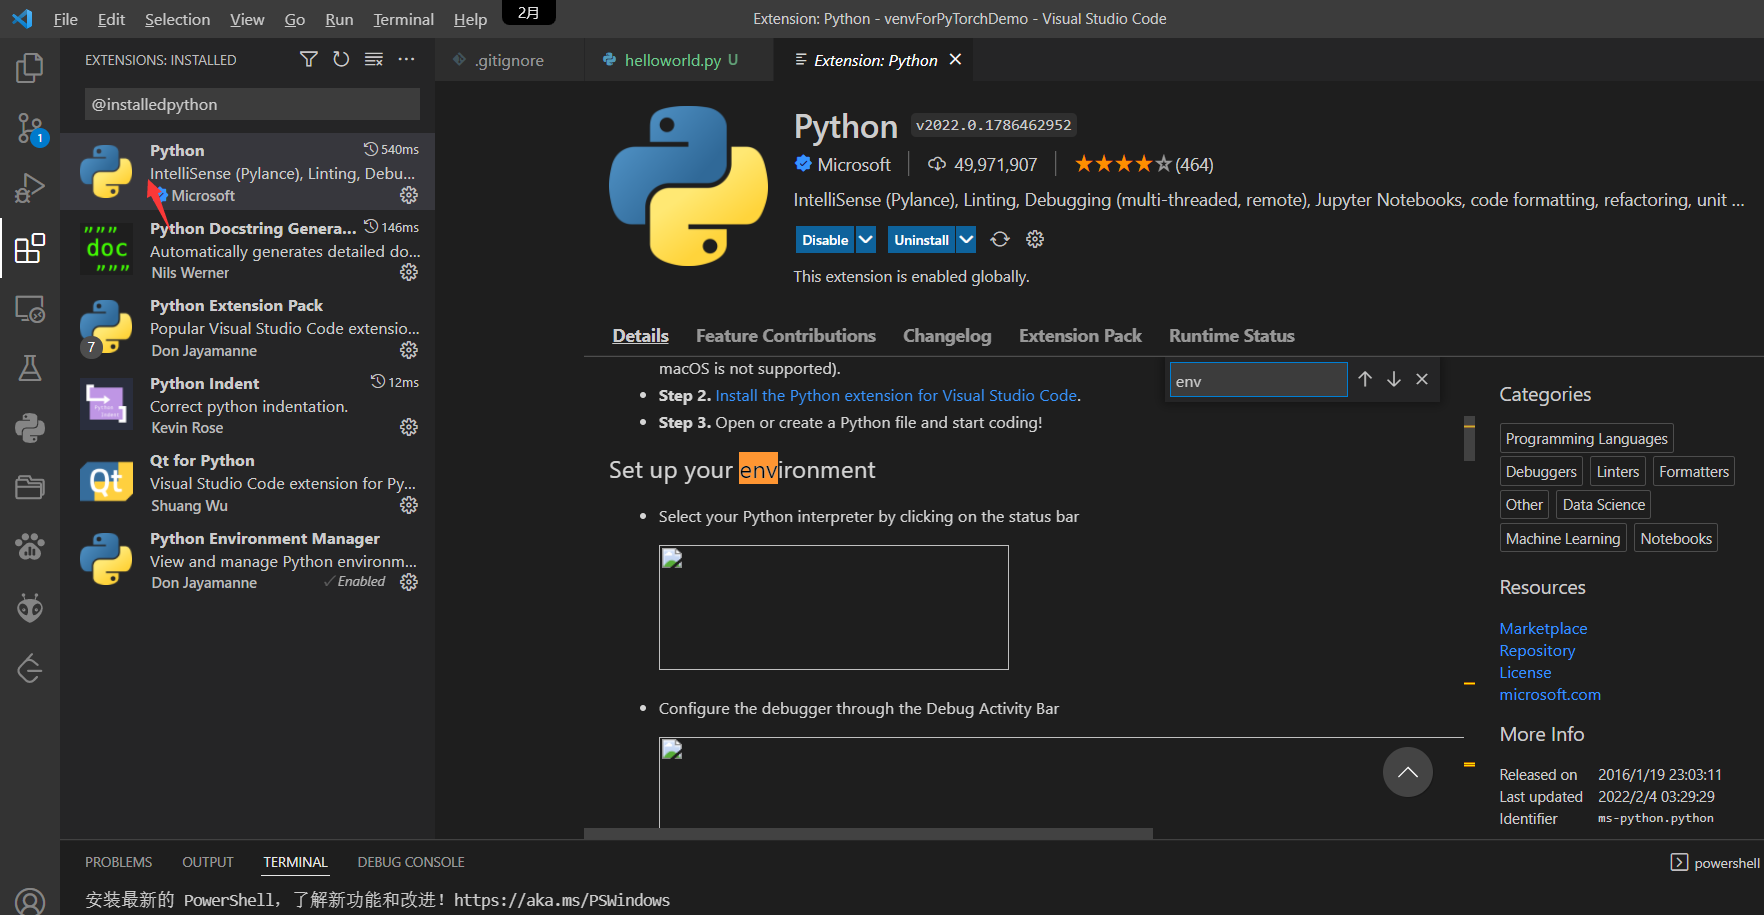 File Edit Selection View Go Run Terminal Help
2月
Extension: Python - venvForPyTorchDemo - Visual Studio Code
EXTENSIONS: INSTALLED
@installedpython
1
Python 540ms
IntelliSense (Pylance), Linting, Debu...
Microsoft
"""
doc
"""
Python Docstring Genera... 146ms
Automatically generates detailed do...
Nils Werner
Python Extension Pack
Popular Visual Studio Code extensio...
7
Don Jayamanne
Python Indent 12ms
Correct python indentation.
Kevin Rose
Python
Indent
Qt
Qt for Python
Visual Studio Code extension for Py...
Shuang Wu
Python Environment Manager
View and manage Python environm...
Don Jayamanne ✓Enabled
.gitignore
helloworld.py U
Extension: Python
Python v2022.0.1786462952
Microsoft 49,971,907 (464)
IntelliSense (Pylance), Linting, Debugging (multi-threaded, remote), Jupyter Notebooks, code formatting, refactoring, unit ...
Disable Uninstall
This extension is enabled globally.
Details Feature Contributions Changelog Extension Pack Runtime Status
env
macOS is not supported).
• Step 2. Install the Python extension for Visual Studio Code.
• Step 3. Open or create a Python file and start coding!
Set up your environment
• Select your Python interpreter by clicking on the status bar
• Configure the debugger through the Debug Activity Bar
Categories
Programming Languages
Debuggers Linters Formatters
Other Data Science
Machine Learning Notebooks
Resources
Marketplace
Repository
License
microsoft.com
More Info
Released on 2016/1/19 23:03:11
Last updated 2022/2/4 03:29:29
Identifier ms-python.python
PROBLEMS OUTPUT TERMINAL DEBUG CONSOLE
powershell
安装最新的 PowerShell，了解新功能和改进！https://aka.ms/PSWindows